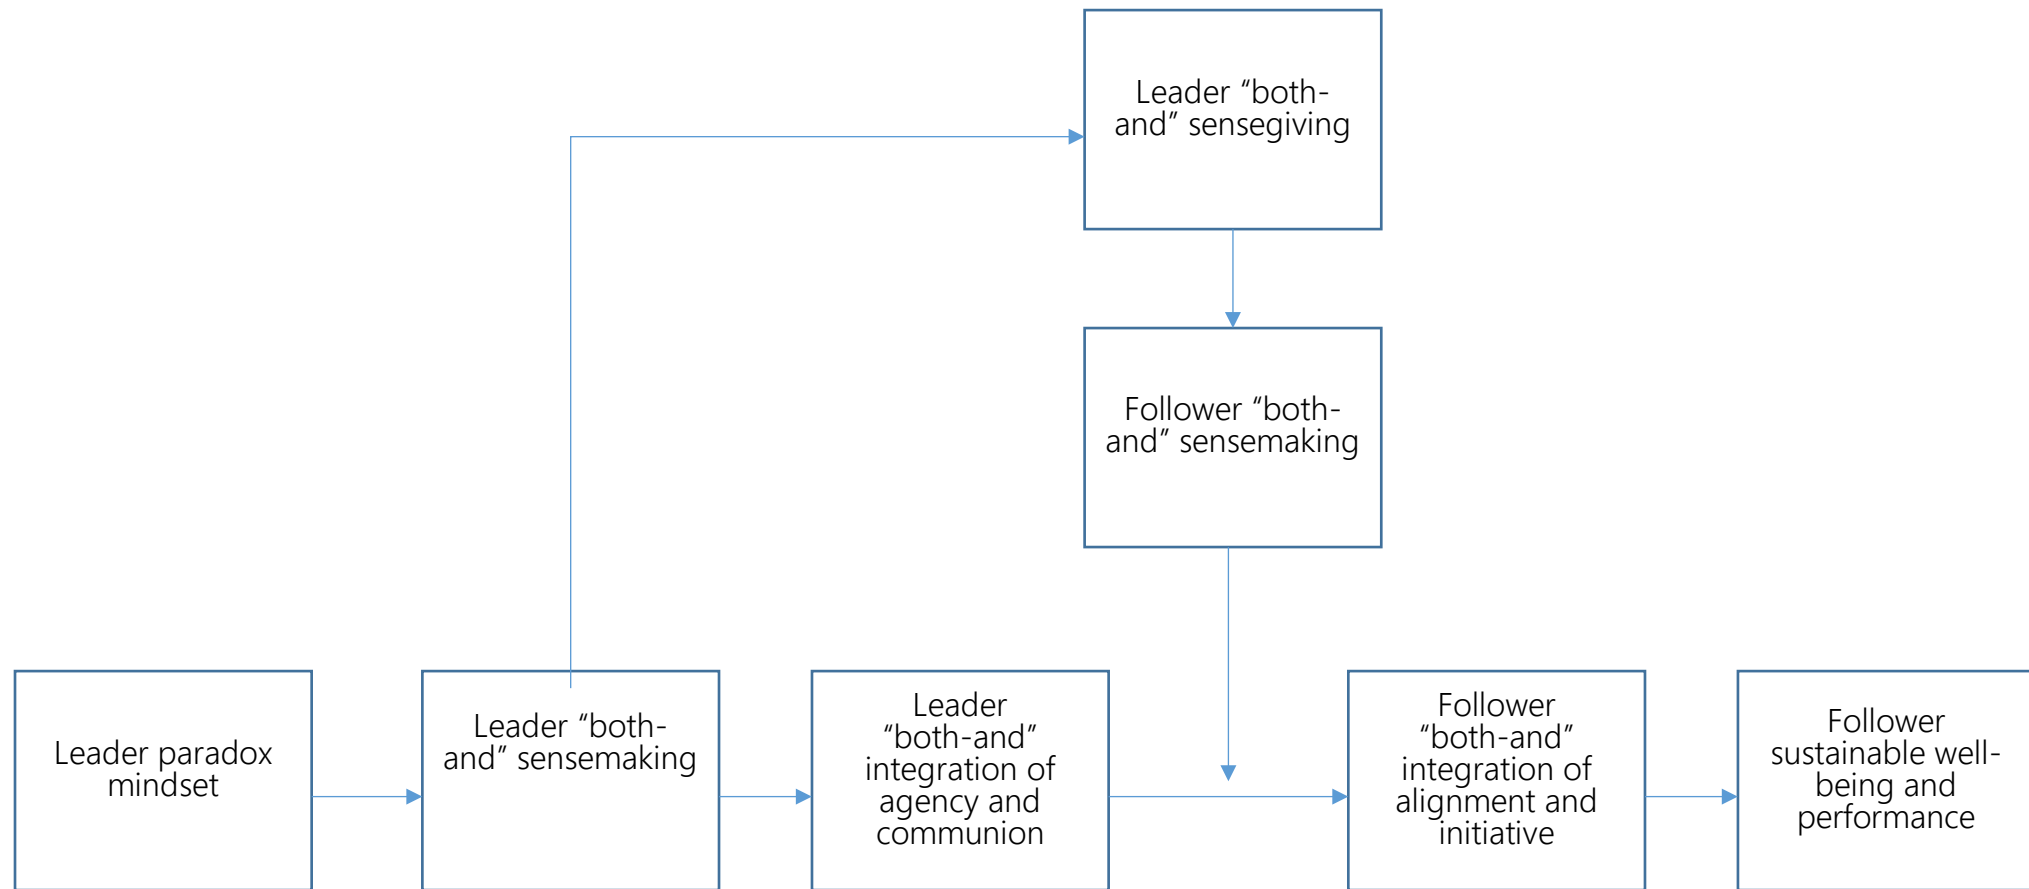 Leader “both-
and” sensegiving
Follower “both-
and” sensemaking
Leader paradox
mindset
Leader “both-
and” sensemaking
Leader
“both-and”
integration of
agency and
communion
Follower
“both-and”
integration of
alignment and
initiative
Follower
sustainable well-
being and
performance